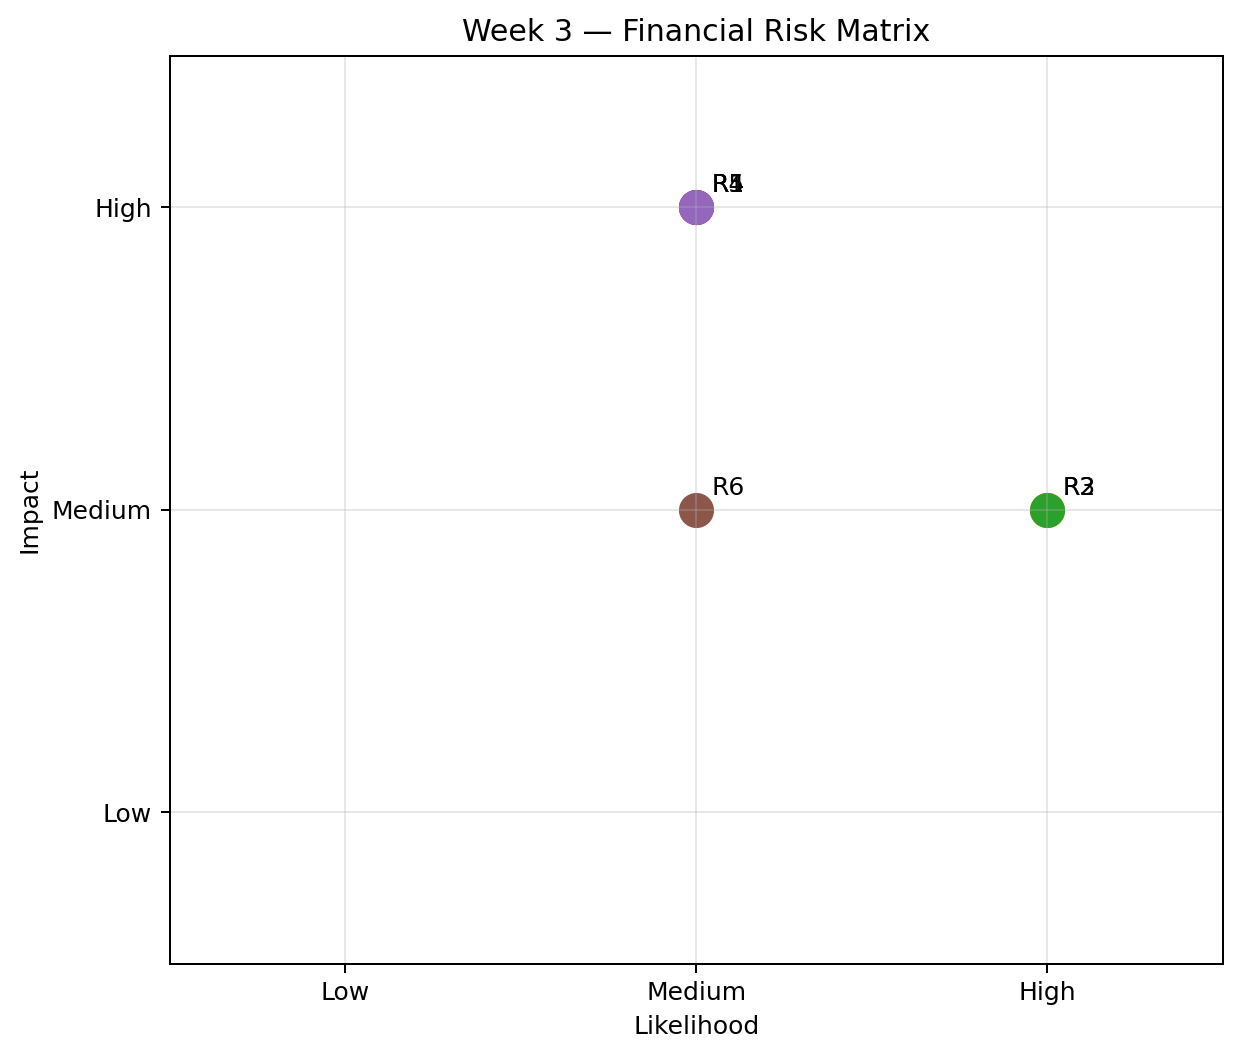 Week 3 — Financial Risk Matrix
High
R6
Medium
Low
Impact
Low Medium High
Likelihood